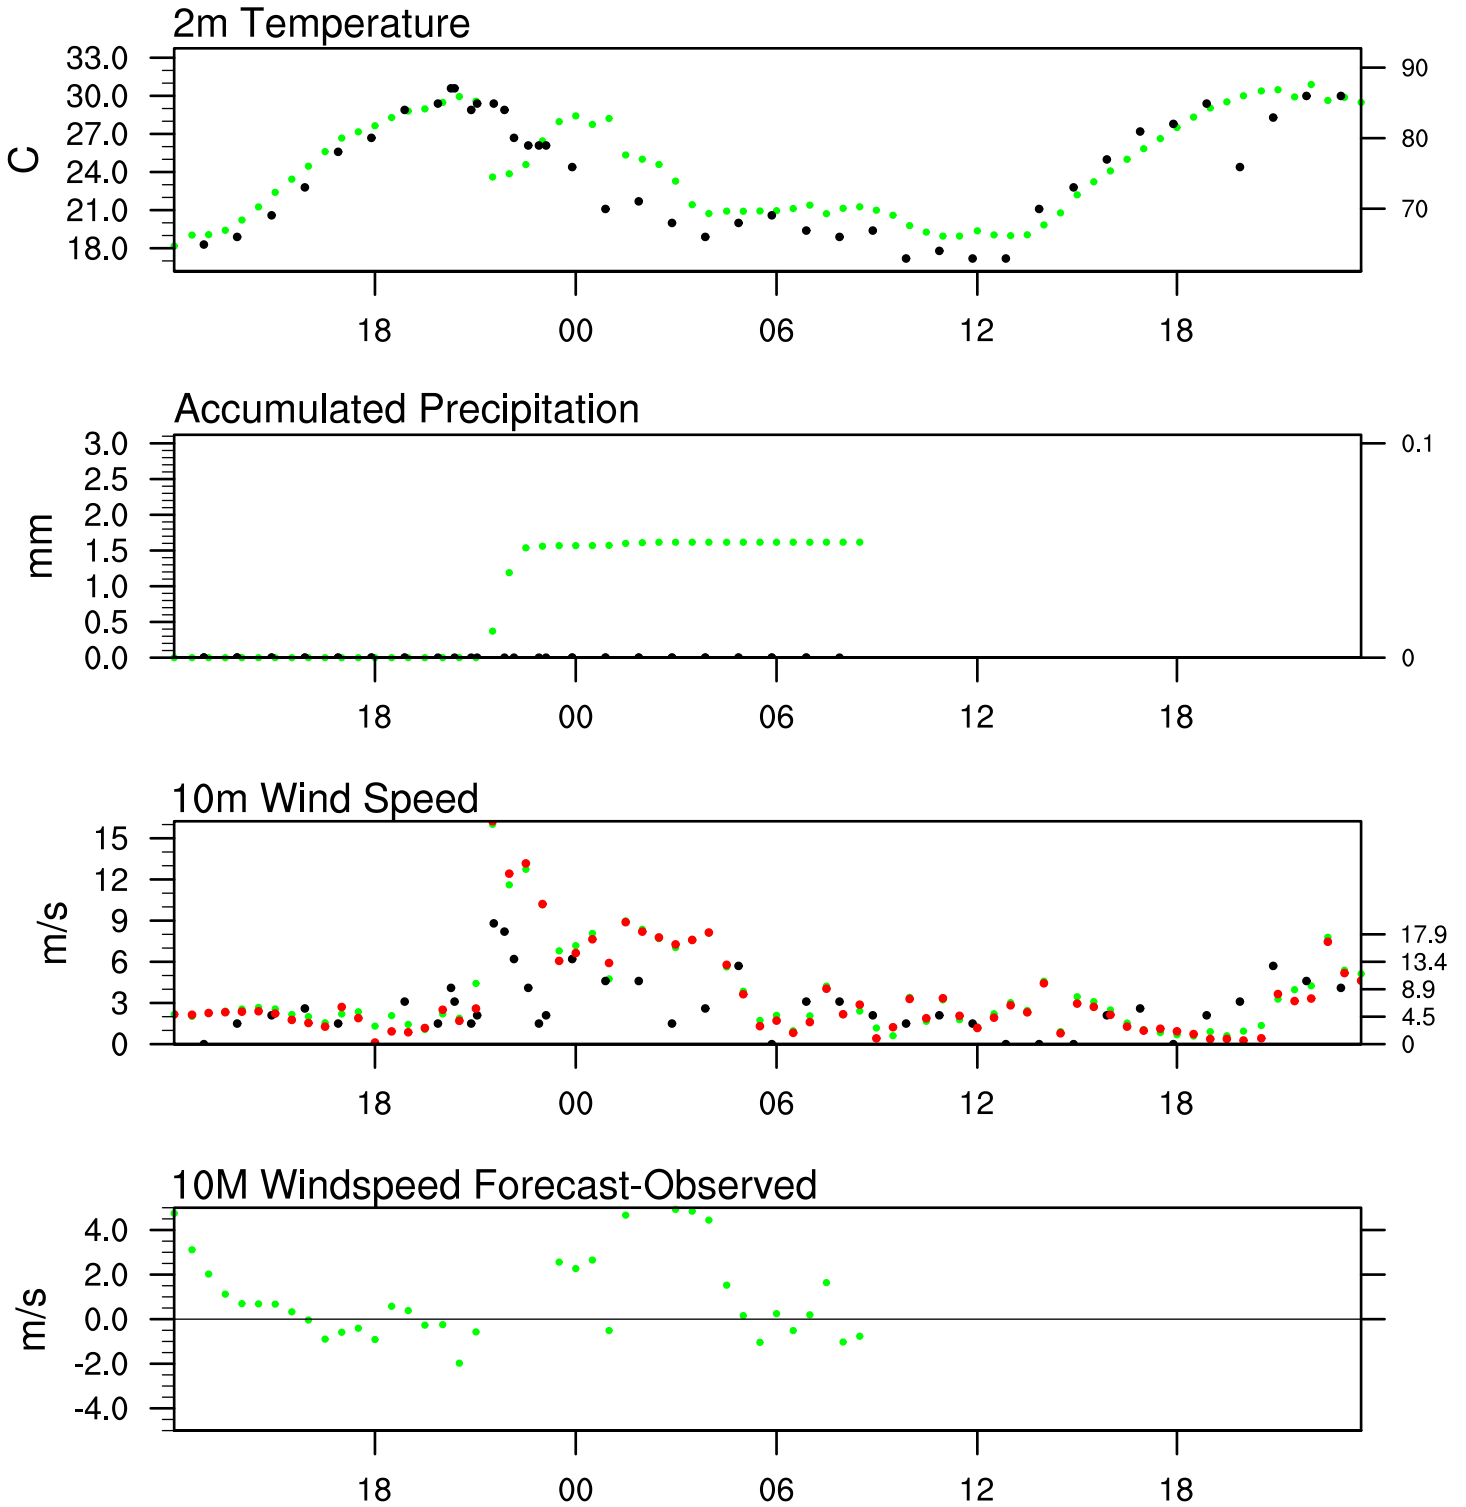 2m Temperature
33.0
30.0
27.0
24.0
21.0
18.0
C
90
80
70
18 00 06 12 18
Accumulated Precipitation
3.0
2.5
2.0
1.5
1.0
0.5
0.0
mm
0.1
0
18 00 06 12 18
10m Wind Speed
15
12
9
6
3
0
m/s
17.9
13.4
8.9
4.5
0
18 00 06 12 18
10M Windspeed Forecast-Observed
4.0
2.0
0.0
-2.0
-4.0
m/s
18 00 06 12 18